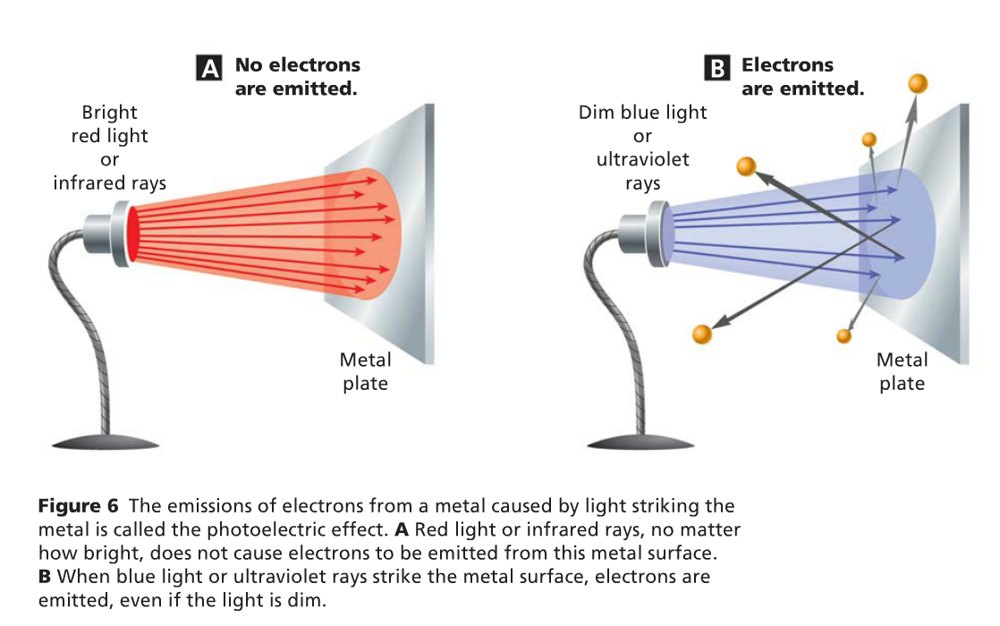 A No electrons
are emitted.
Bright
red light
or
infrared rays
Metal
plate
B Electrons
are emitted.
Dim blue light
or
ultraviolet
rays
Metal
plate
Figure 6 The emissions of electrons from a metal caused by light striking the
metal is called the photoelectric effect. A Red light or infrared rays, no matter
how bright, does not cause electrons to be emitted from this metal surface.
B When blue light or ultraviolet rays strike the metal surface, electrons are
emitted, even if the light is dim.